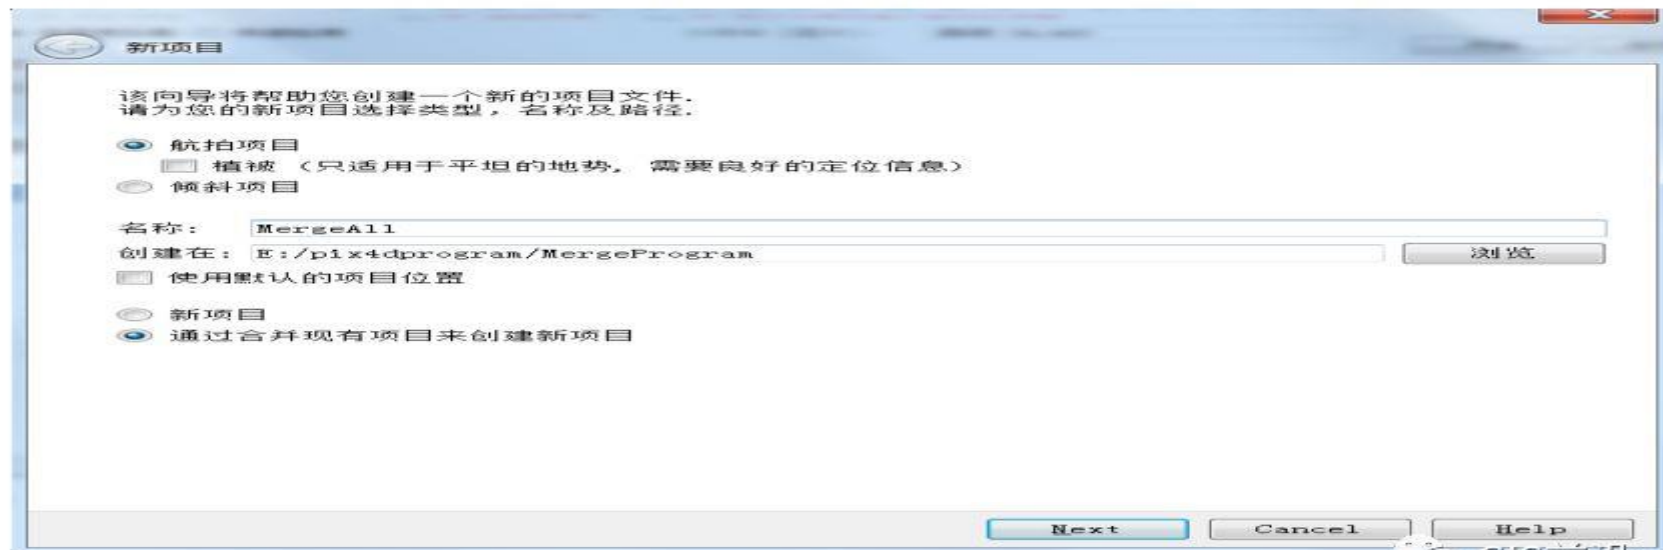 新项目
该向导将帮助您创建一个新的项目文件.
请为您的新项目选择类型，名称及路径.
航拍项目
植被（只适用于平坦的地势，需要良好的定位信息）
倾斜项目
名称： MergeAll
创建在： E:/pix4dprogram/MergeProgram 浏览
使用默认的项目位置
新项目
通过合并现有项目来创建新项目
Next Cancel Help